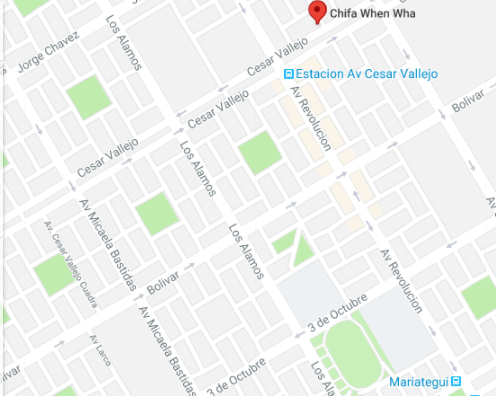 Chifa When Wha
Jorge Chavez
Los Alamos
Cesar Vallejo
Estacion Av Cesar Vallejo
Cesar Vallejo
Av Revolucion
Bolivar
Cesar Vallejo
Los Alamos
Av Micaela Bastidas
Av. Cesar Vallejo Cuadra
Los Alamos
Av Revolucion
Bolivar
3 de Octubre
Av Micaela Bastidas
Av Larco
3 de Octubre
Mariategui